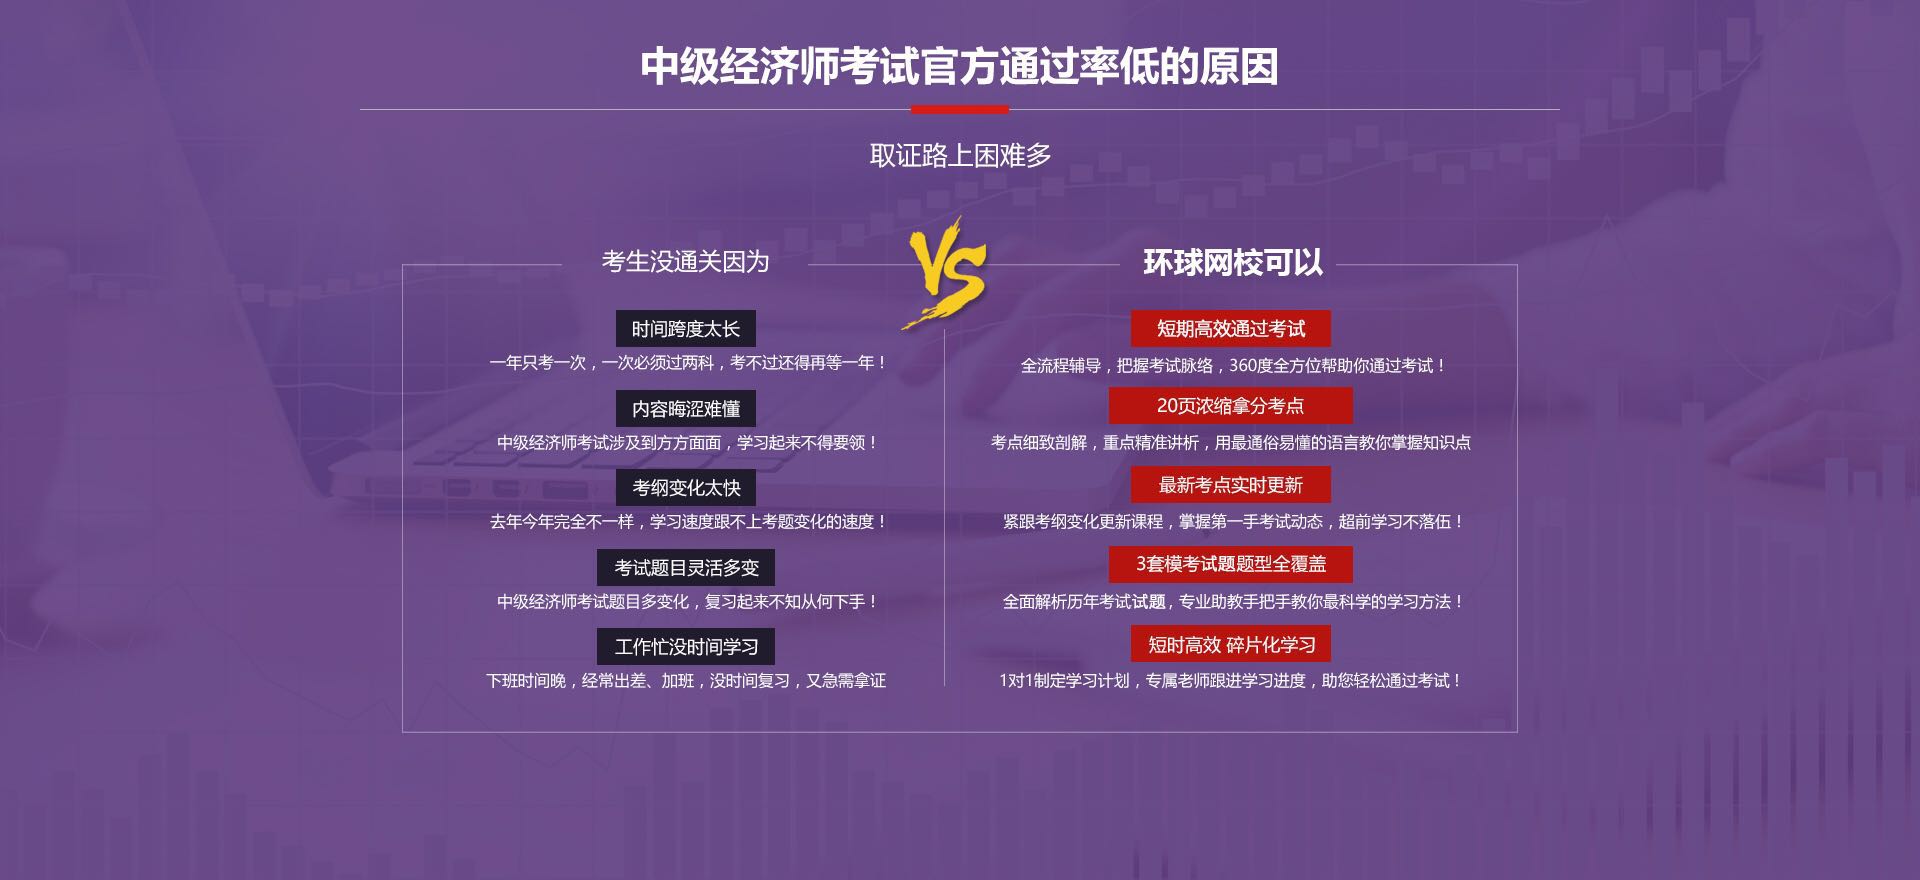 中级经济师考试官方通过率低的原因
取证路上困难多
VS
考生没通关因为
时间跨度太长
一年只考一次，一次必须过两科，考不过还得再等一年！
内容晦涩难懂
中级经济师考试涉及到方方面面，学习起来不得要领！
考纲变化太快
去年今年完全不一样，学习速度跟不上考题变化的速度！
考试题目灵活多变
中级经济师考试题目多变化，复习起来不知从何下手！
工作忙没时间学习
下班时间晚，经常出差、加班，没时间复习，又急需拿证
环球网校可以
短期高效通过考试
全流程辅导，把握考试脉络，360度全方位帮助你通过考试！
20页浓缩拿分考点
考点细致剖解，重点精准讲析，用最通俗易懂的语言教你掌握知识点
最新考点实时更新
紧跟考纲变化更新课程，掌握第一手考试动态，超前学习不落伍！
3套模考试题题型全覆盖
全面解析历年考试试题，专业助教手把手教你最科学的学习方法！
短时高效 碎片化学习
1对1制定学习计划，专属老师跟进学习进度，助您轻松通过考试！